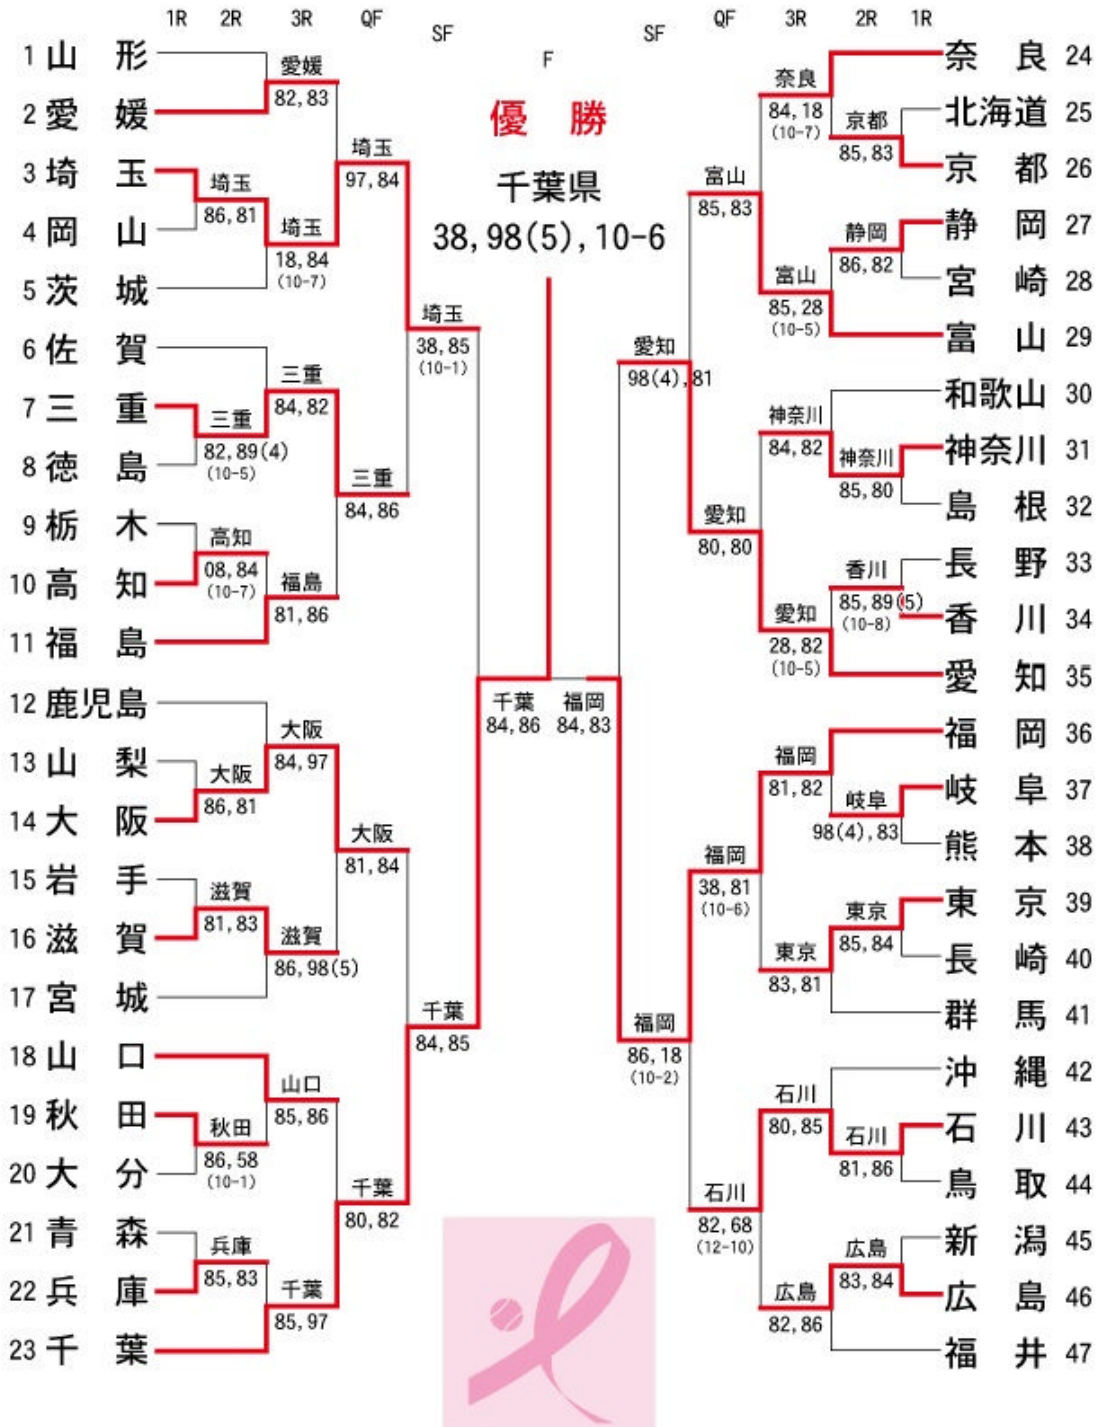 1R 2R 3R QF SF F SF QF 3R 2R 1R
優 勝
千葉県
38,98(5),10-6
1 山形
2 愛媛
3 埼玉
4 岡山
5 茨城
6 佐賀
7 三重
8 徳島
9 栃木
10 高知
11 福島
12 鹿児島
13 山梨
14 大阪
15 岩手
16 滋賀
17 宮城
18 山口
19 秋田
20 大分
21 青森
22 兵庫
23 千葉
埼玉
86,81
三重
82,89(4)
(10-5)
高知
08,84
(10-7)
大阪
86,81
滋賀
81,83
秋田
86,58
(10-1)
兵庫
85,83
愛媛
82,83
埼玉
18,84
(10-7)
三重
84,82
福島
81,86
大阪
84,97
滋賀
86,98(5)
山口
85,86
千葉
85,97
埼玉
97,84
三重
84,86
大阪
81,84
千葉
80,82
埼玉
38,85
(10-1)
千葉
84,85
千葉
84,86
福岡
84,83
愛知
98(4),81
福岡
86,18
(10-2)
富山
85,83
愛知
80,80
福岡
38,81
(10-6)
石川
82,68
(12-10)
奈良
84,18
(10-7)
富山
85,28
(10-5)
神奈川
84,82
愛知
28,82
(10-5)
福岡
81,82
東京
83,81
石川
80,85
広島
82,86
京都
85,83
静岡
86,82
神奈川
85,80
香川
85,89(5)
(10-8)
岐阜
98(4),83
東京
85,84
石川
81,86
広島
83,84
奈良 24
北海道 25
京都 26
静岡 27
宮崎 28
富山 29
和歌山 30
神奈川 31
島根 32
長野 33
香川 34
愛知 35
福岡 36
岐阜 37
熊本 38
東京 39
長崎 40
群馬 41
沖縄 42
石川 43
鳥取 44
新潟 45
広島 46
福井 47